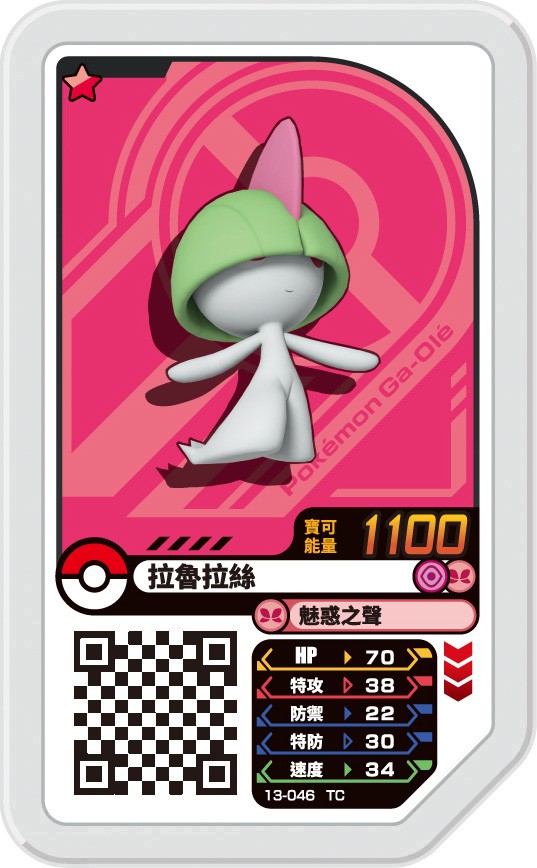 Pokémon Ga-Olé
寶可
能量 1100
拉魯拉絲
魅惑之聲
HP 70
特攻 38
防禦 22
特防 30
速度 34
13-046 TC